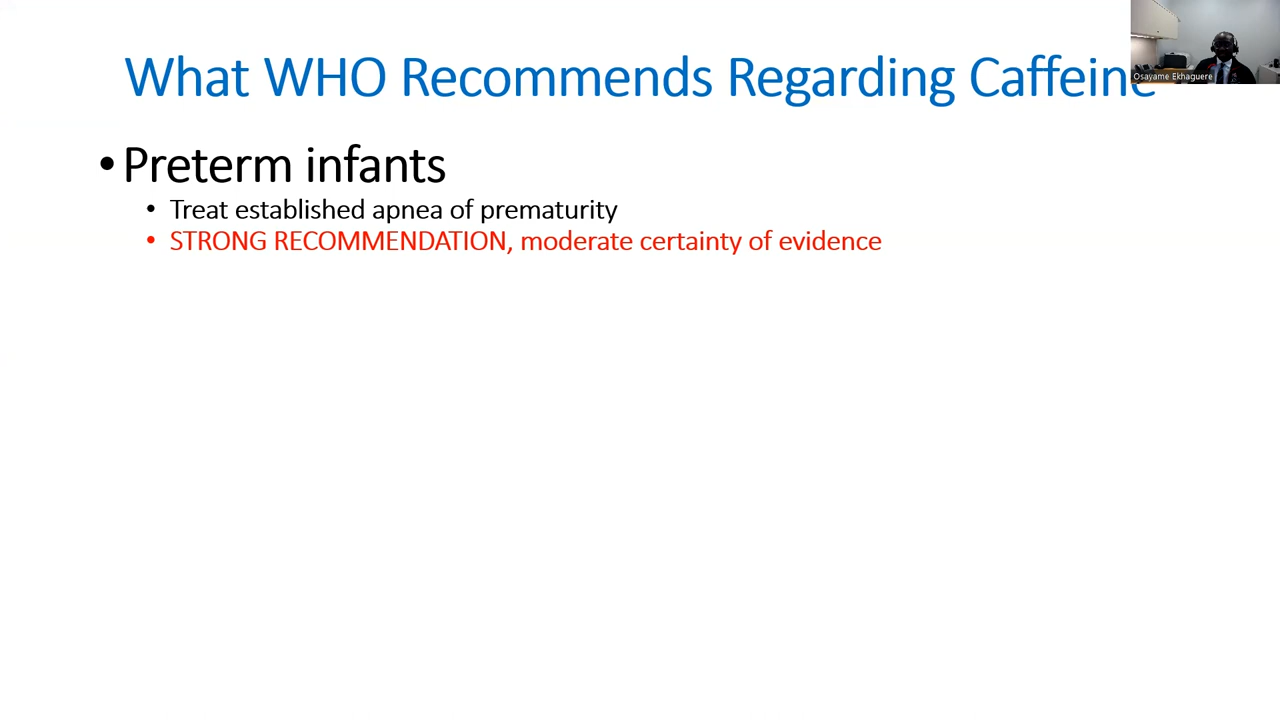 What WHO Recommends Regarding Caffeine
Osayame Ekhaguere
• Preterm infants
• Treat established apnea of prematurity
• STRONG RECOMMENDATION, moderate certainty of evidence